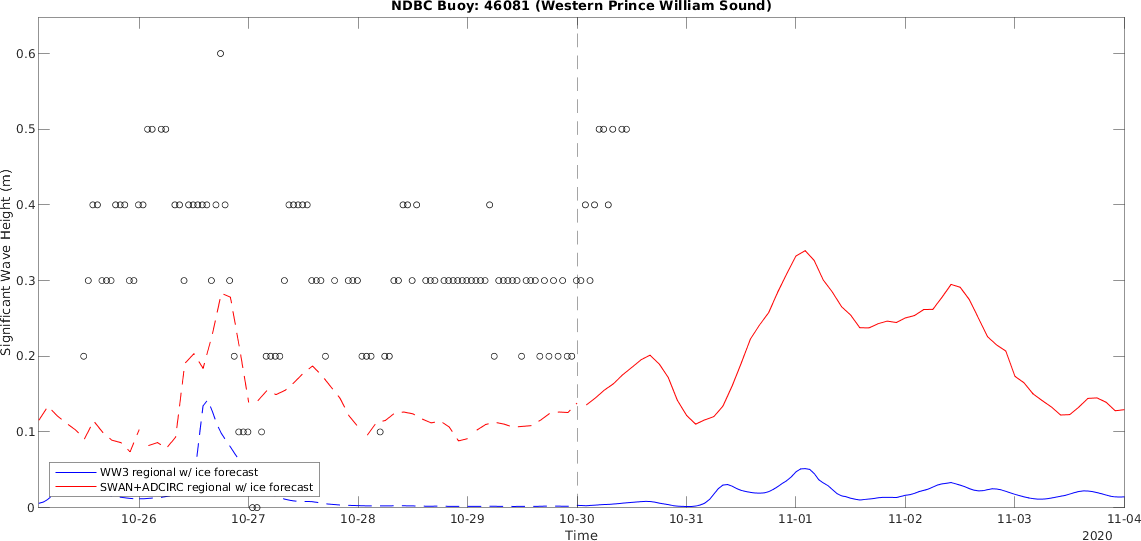 NDBC Buoy: 46081 (Western Prince William Sound)
Significant Wave Height (m)
0.6
0.5
0.4
0.3
0.2
0.1
0
WW3 regional w/ ice forecast
SWAN+ADCIRC regional w/ ice forecast
10-26 10-27 10-28 10-29 10-30 10-31 11-01 11-02 11-03 11-04
Time
2020